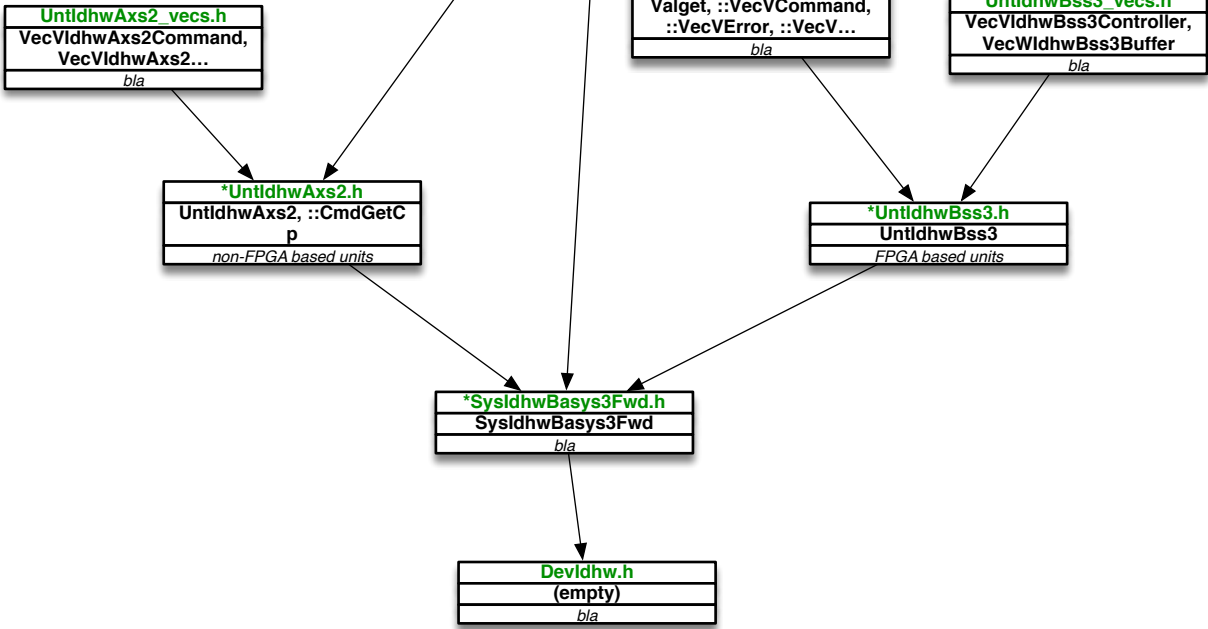 UntIdhwAxs2_vecs.h
VecVIdhwAxs2Command,
VecVIdhwAxs2…
bla
Valget, ::VecVCommand,
::VecVError, ::VecV…
bla
UntIdhwBss3_vecs.h
VecVIdhwBss3Controller,
VecWIdhwBss3Buffer
bla
*UntIdhwAxs2.h
UntIdhwAxs2, ::CmdGetC
p
non-FPGA based units
*UntIdhwBss3.h
UntIdhwBss3
FPGA based units
*SysIdhwBasys3Fwd.h
SysIdhwBasys3Fwd
bla
DevIdhw.h
(empty)
bla